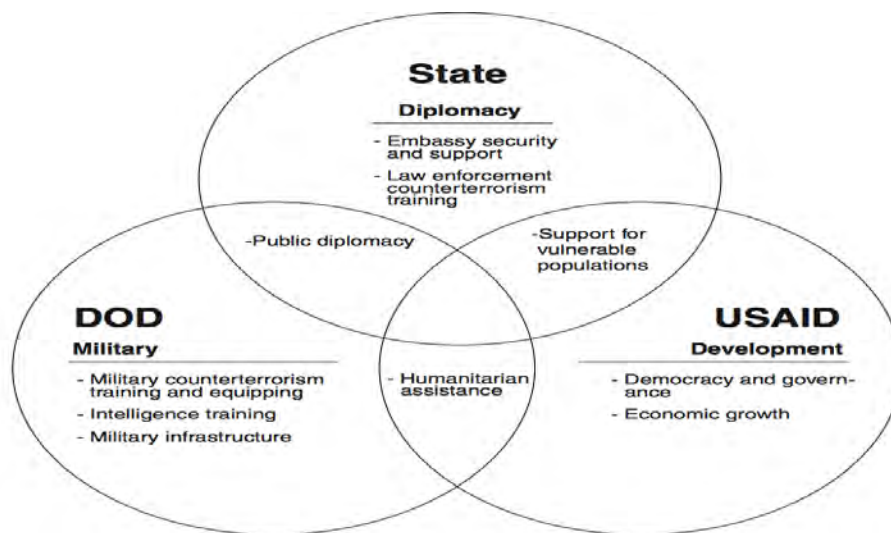 State
Diplomacy
- Embassy security
and support
- Law enforcement
counterterrorism
training
-Public diplomacy
-Support for
vulnerable
populations
DOD
Military
- Military counterterrorism
training and equipping
- Intelligence training
- Military infrastructure
- Humanitarian
assistance
USAID
Development
- Democracy and govern-
ance
- Economic growth